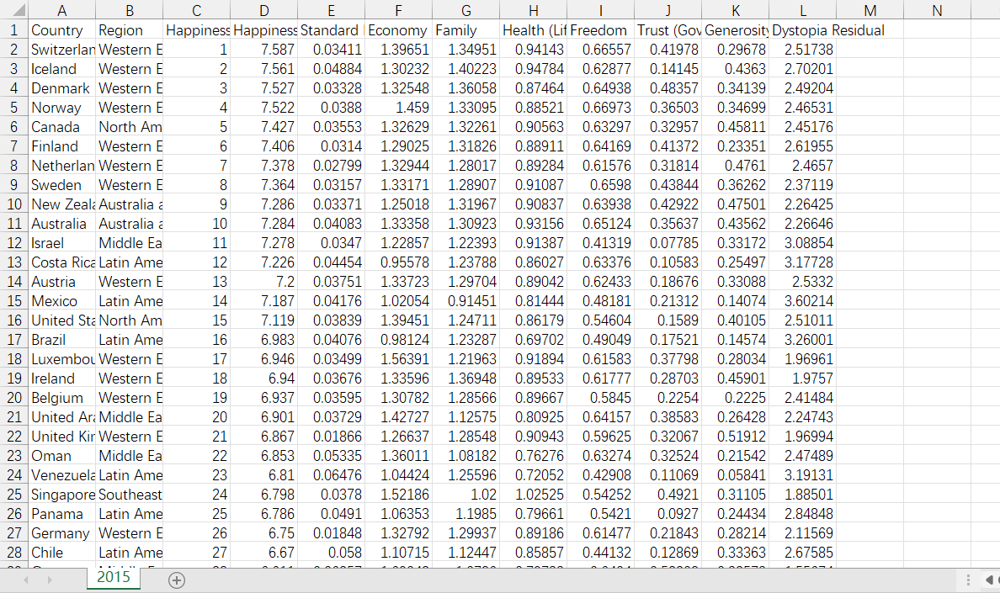 A B C D E F G H I J K L M N
1 Country Region Happiness Happiness Standard Economy Family Health (Lif Freedom Trust (Gov Generosity Dystopia Residual
2 Switzerlan Western E 1 7.587 0.03411 1.39651 1.34951 0.94143 0.66557 0.41978 0.29678 2.51738
3 Iceland Western E 2 7.561 0.04884 1.30232 1.40223 0.94784 0.62877 0.14145 0.4363 2.70201
4 Denmark Western E 3 7.527 0.03328 1.32548 1.36058 0.87464 0.64938 0.48357 0.34139 2.49204
5 Norway Western E 4 7.522 0.0388 1.459 1.33095 0.88521 0.66973 0.36503 0.34699 2.46531
6 Canada North Am 5 7.427 0.03553 1.32629 1.32261 0.90563 0.63297 0.32957 0.45811 2.45176
7 Finland Western E 6 7.406 0.0314 1.29025 1.31826 0.88911 0.64169 0.41372 0.23351 2.61955
8 Netherlan Western E 7 7.378 0.02799 1.32944 1.28017 0.89284 0.61576 0.31814 0.4761 2.4657
9 Sweden Western E 8 7.364 0.03157 1.33171 1.28907 0.91087 0.6598 0.43844 0.36262 2.37119
10 New Zeala Australia a 9 7.286 0.03371 1.25018 1.31967 0.90837 0.63938 0.42922 0.47501 2.26425
11 Australia Australia a 10 7.284 0.04083 1.33358 1.30923 0.93156 0.65124 0.35637 0.43562 2.26646
12 Israel Middle Ea 11 7.278 0.0347 1.22857 1.22393 0.91387 0.41319 0.07785 0.33172 3.08854
13 Costa Rica Latin Ame 12 7.226 0.04454 0.95578 1.23788 0.86027 0.63376 0.10583 0.25497 3.17728
14 Austria Western E 13 7.2 0.03751 1.33723 1.29704 0.89042 0.62433 0.18676 0.33088 2.5332
15 Mexico Latin Ame 14 7.187 0.04176 1.02054 0.91451 0.81444 0.48181 0.21312 0.14074 3.60214
16 United Sta North Am 15 7.119 0.03839 1.39451 1.24711 0.86179 0.54604 0.1589 0.40105 2.51011
17 Brazil Latin Ame 16 6.983 0.04076 0.98124 1.23287 0.69702 0.49049 0.17521 0.14574 3.26001
18 Luxembou Western E 17 6.946 0.03499 1.56391 1.21963 0.91894 0.61583 0.37798 0.28034 1.96961
19 Ireland Western E 18 6.94 0.03676 1.33596 1.36948 0.89533 0.61777 0.28703 0.45901 1.9757
20 Belgium Western E 19 6.937 0.03595 1.30782 1.28566 0.89667 0.5845 0.2254 0.2225 2.41484
21 United Ara Middle Ea 20 6.901 0.03729 1.42727 1.12575 0.80925 0.64157 0.38583 0.26428 2.24743
22 United Kin Western E 21 6.867 0.01866 1.26637 1.28548 0.90943 0.59625 0.32067 0.51912 1.96994
23 Oman Middle Ea 22 6.853 0.05335 1.36011 1.08182 0.76276 0.63274 0.32524 0.21542 2.47489
24 Venezuela Latin Ame 23 6.81 0.06476 1.04424 1.25596 0.72052 0.42908 0.11069 0.05841 3.19131
25 Singapore Southeast 24 6.798 0.0378 1.52186 1.02 1.02525 0.54252 0.4921 0.31105 1.88501
26 Panama Latin Ame 25 6.786 0.0491 1.06353 1.1985 0.79661 0.5421 0.0927 0.24434 2.84848
27 Germany Western E 26 6.75 0.01848 1.32792 1.29937 0.89186 0.61477 0.21843 0.28214 2.11569
28 Chile Latin Ame 27 6.67 0.058 1.10715 1.12447 0.85857 0.44132 0.12869 0.33363 2.67585
2015